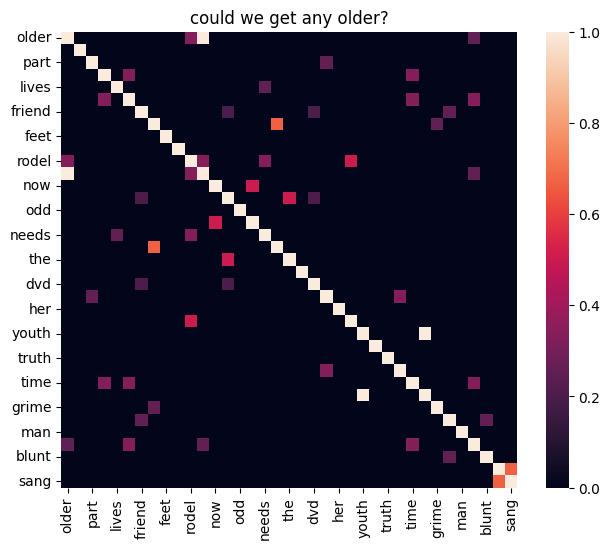 could we get any older?
older
part
lives
friend
feet
rodel
now
odd
needs
the
dvd
her
youth
truth
time
grime
man
blunt
sang
1.0
0.8
0.6
0.4
0.2
0.0
older
part
lives
friend
feet
rodel
now
odd
needs
the
dvd
her
youth
truth
time
grime
man
blunt
sang